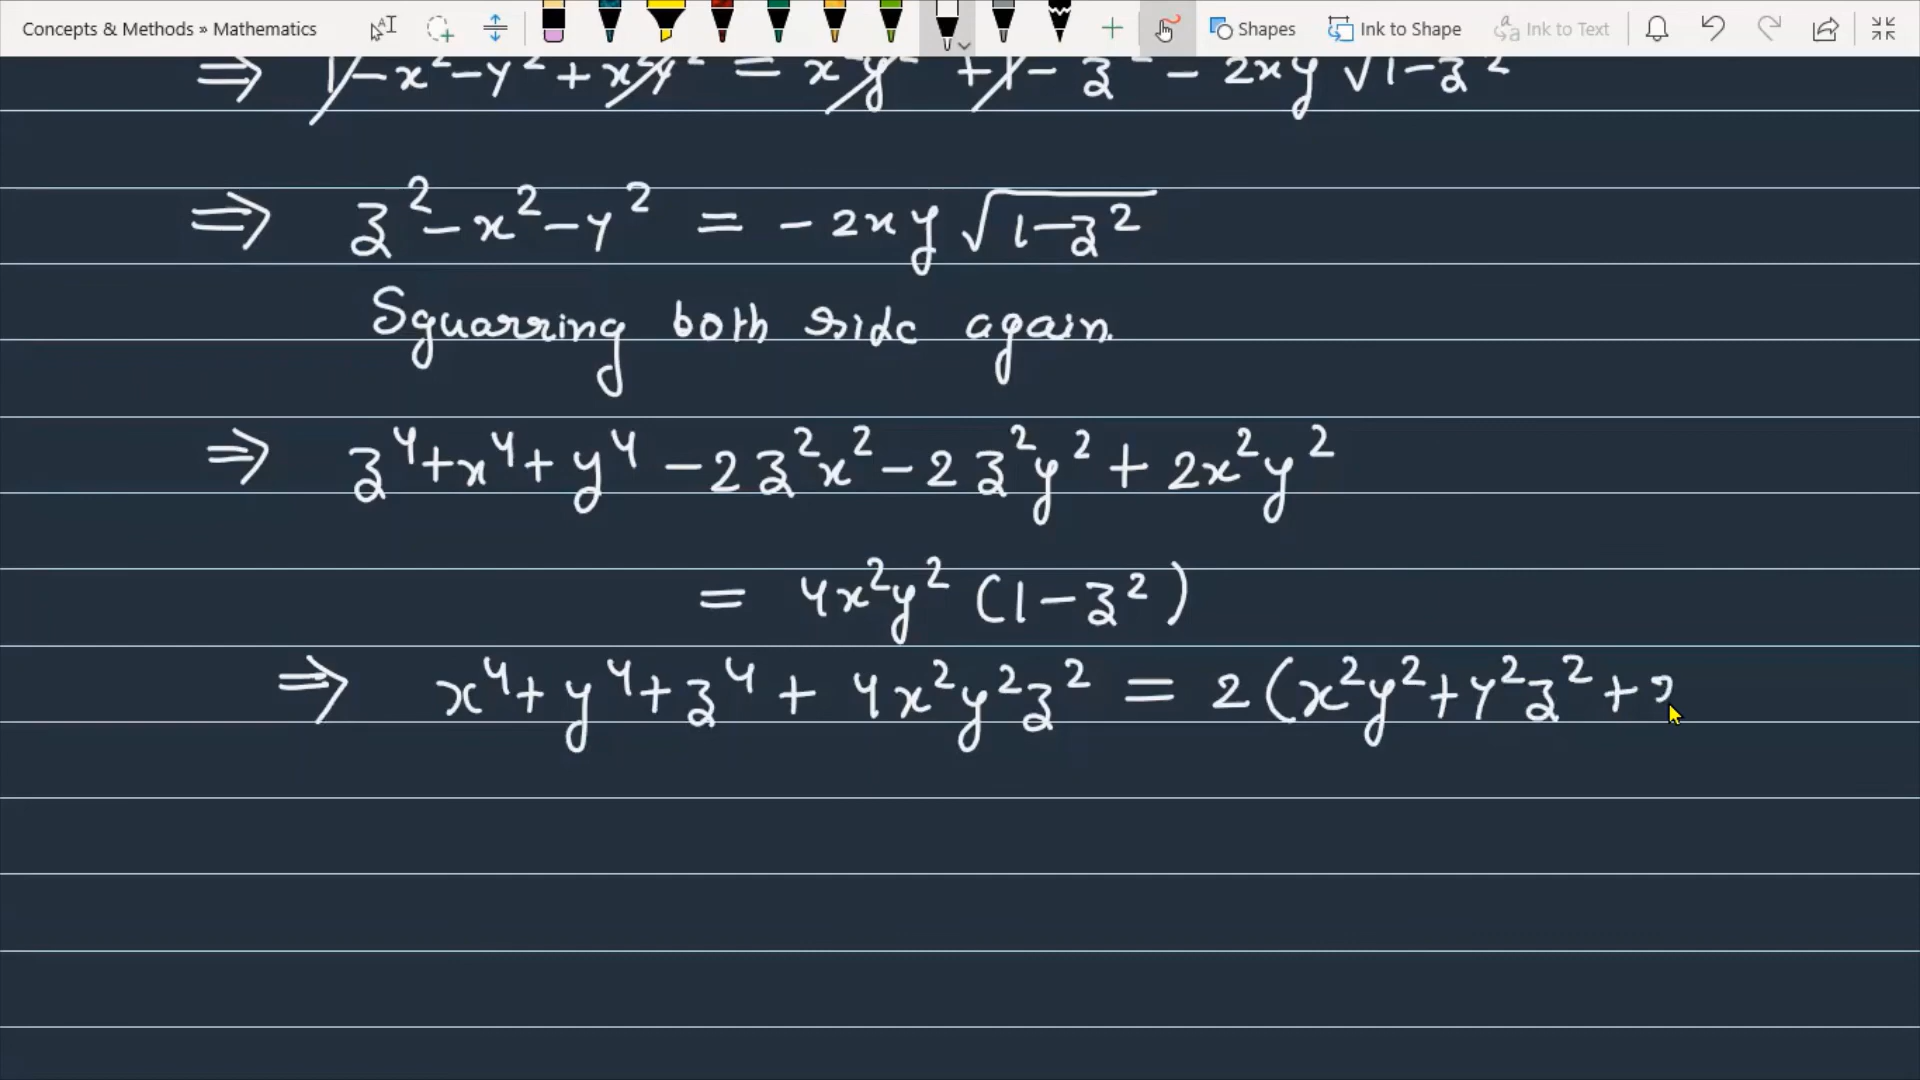 Concepts & Methods » Mathematics Shapes Ink to Shape Ink to Text
⇒ 1 - x² - y² + x²y² = x²y² + 1 - z² - 2xy √1-z²
⇒ z² - x² - y² = -2xy √1-z²
Squarring both side again.
⇒ z⁴ + x⁴ + y⁴ - 2z²x² - 2z²y² + 2x²y²
= 4x²y² (1 - z²)
⇒ x⁴ + y⁴ + z⁴ + 4x²y²z² = 2(x²y² + y²z² +